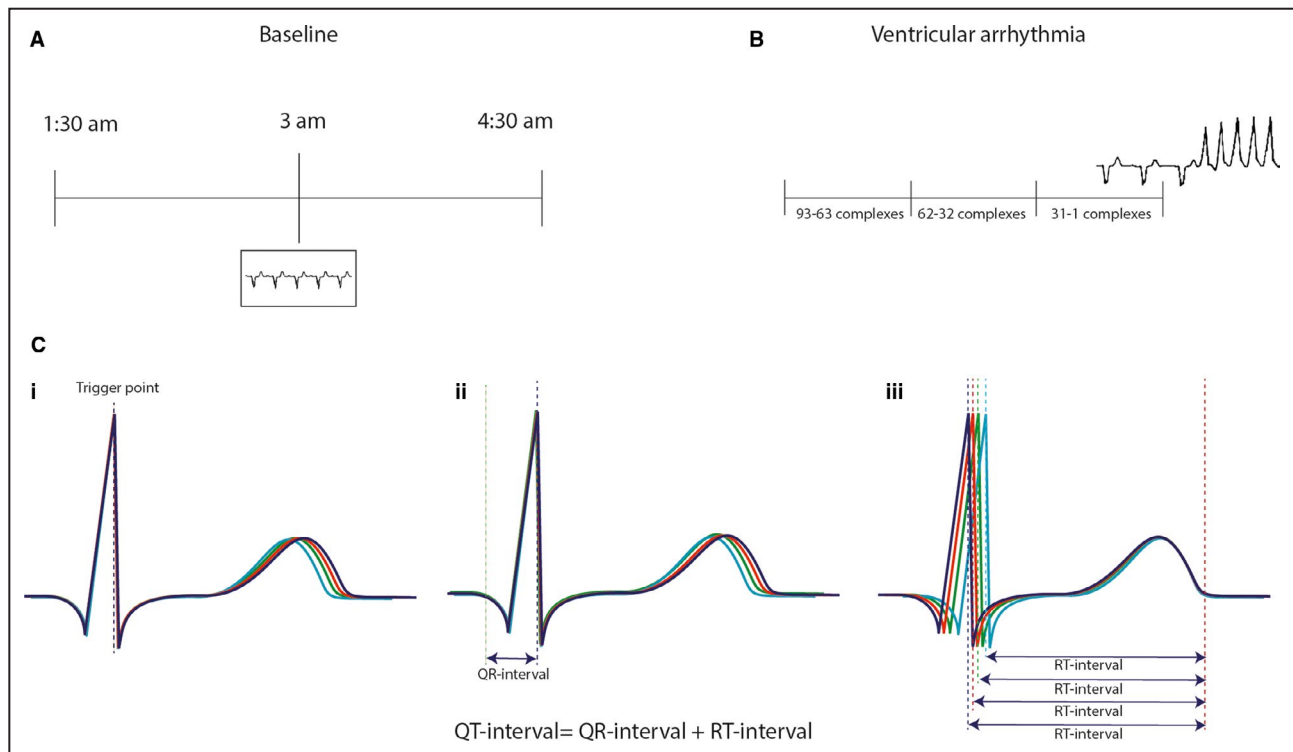 A
Baseline
1:30 am
3 am
4:30 am
B
Ventricular arrhythmia
93-63 complexes
62-32 complexes
31-1 complexes
C
i
Trigger point
ii
QR-interval
iii
RT-interval
RT-interval
RT-interval
RT-interval
QT-interval= QR-interval + RT-interval